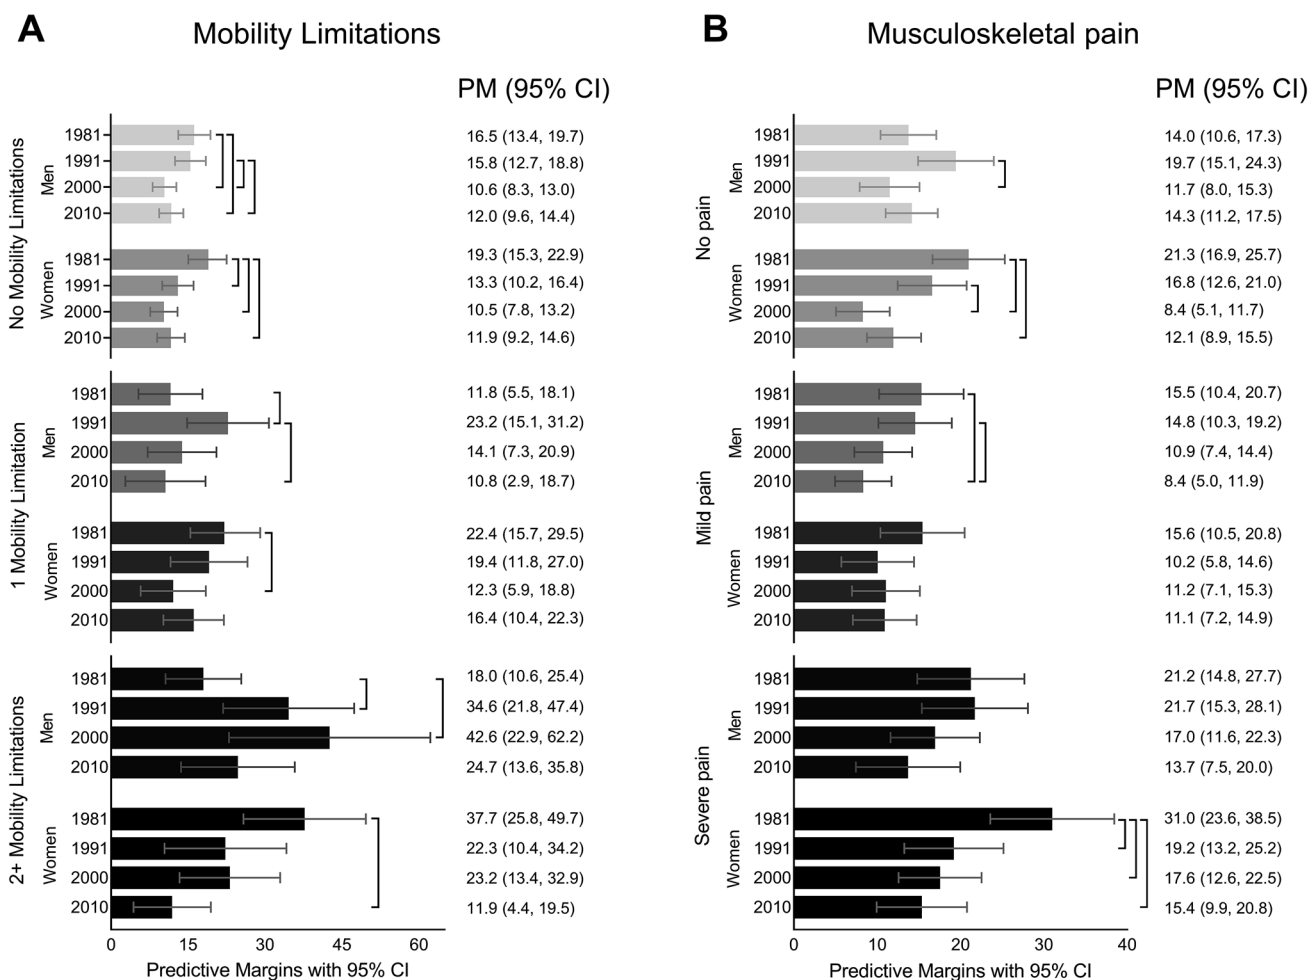 A Mobility Limitations
PM (95% CI)
No Mobility Limitations
Men
1981 16.5 (13.4, 19.7)
1991 15.8 (12.7, 18.8)
2000 10.6 (8.3, 13.0)
2010 12.0 (9.6, 14.4)
Women
1981 19.3 (15.3, 22.9)
1991 13.3 (10.2, 16.4)
2000 10.5 (7.8, 13.2)
2010 11.9 (9.2, 14.6)
1 Mobility Limitation
Men
1981 11.8 (5.5, 18.1)
1991 23.2 (15.1, 31.2)
2000 14.1 (7.3, 20.9)
2010 10.8 (2.9, 18.7)
Women
1981 22.4 (15.7, 29.5)
1991 19.4 (11.8, 27.0)
2000 12.3 (5.9, 18.8)
2010 16.4 (10.4, 22.3)
2+ Mobility Limitations
Men
1981 18.0 (10.6, 25.4)
1991 34.6 (21.8, 47.4)
2000 42.6 (22.9, 62.2)
2010 24.7 (13.6, 35.8)
Women
1981 37.7 (25.8, 49.7)
1991 22.3 (10.4, 34.2)
2000 23.2 (13.4, 32.9)
2010 11.9 (4.4, 19.5)
0 15 30 45 60
Predictive Margins with 95% CI
B Musculoskeletal pain
PM (95% CI)
No pain
Men
1981 14.0 (10.6, 17.3)
1991 19.7 (15.1, 24.3)
2000 11.7 (8.0, 15.3)
2010 14.3 (11.2, 17.5)
Women
1981 21.3 (16.9, 25.7)
1991 16.8 (12.6, 21.0)
2000 8.4 (5.1, 11.7)
2010 12.1 (8.9, 15.5)
Mild pain
Men
1981 15.5 (10.4, 20.7)
1991 14.8 (10.3, 19.2)
2000 10.9 (7.4, 14.4)
2010 8.4 (5.0, 11.9)
Women
1981 15.6 (10.5, 20.8)
1991 10.2 (5.8, 14.6)
2000 11.2 (7.1, 15.3)
2010 11.1 (7.2, 14.9)
Severe pain
Men
1981 21.2 (14.8, 27.7)
1991 21.7 (15.3, 28.1)
2000 17.0 (11.6, 22.3)
2010 13.7 (7.5, 20.0)
Women
1981 31.0 (23.6, 38.5)
1991 19.2 (13.2, 25.2)
2000 17.6 (12.6, 22.5)
2010 15.4 (9.9, 20.8)
0 10 20 30 40
Predictive Margins with 95% CI